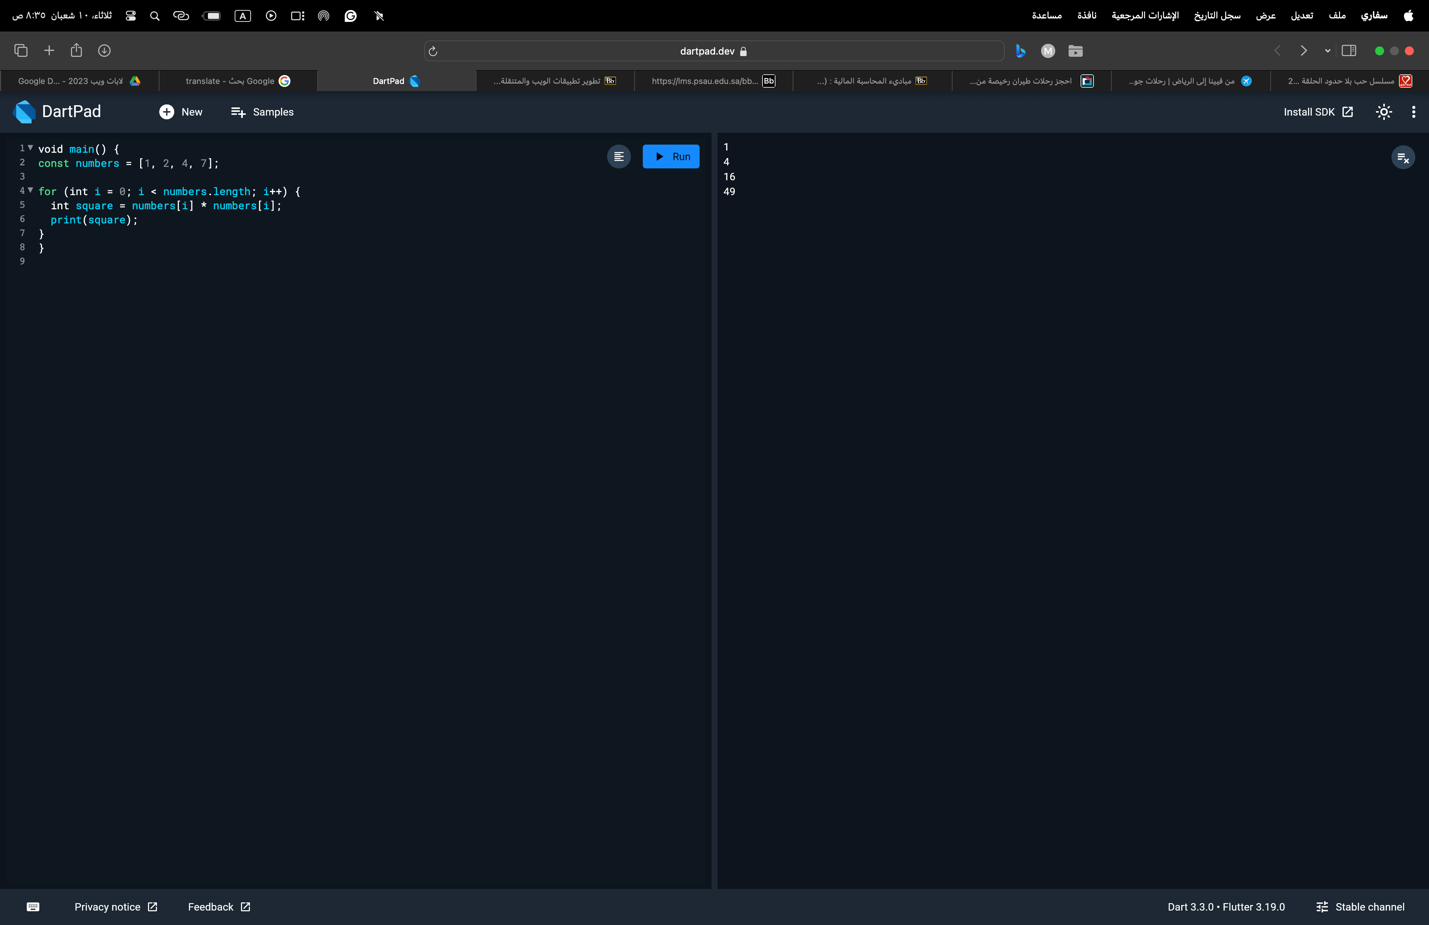 سفاري ملف تعديل عرض سجل التاريخ الإشارات المرجعية نافذة مساعدة
A ثلاثاء، ١٠ شعبان ٨:٣٥ ص
dartpad.dev
M
مسلسل حب بلا حدود الحلقة 2...
من فيينا إلى الرياض | رحلات جو...
احجز رحلات طيران رخيصة من...
Bb مباديء المحاسبة المالية : (...
Bb https://lms.psau.edu.sa/bb...
Bb تطوير تطبيقات الويب والمتنقلة...
DartPad
translate - بحث Google
لابات ويب 2023 - Google D...
DartPad New Samples Install SDK
Run
1 void main() {
2 const numbers = [1, 2, 4, 7];
3
4 for (int i = 0; i < numbers.length; i++) {
5 int square = numbers[i] * numbers[i];
6 print(square);
7 }
8 }
9
1
4
16
49
Privacy notice Feedback Dart 3.3.0 • Flutter 3.19.0 Stable channel